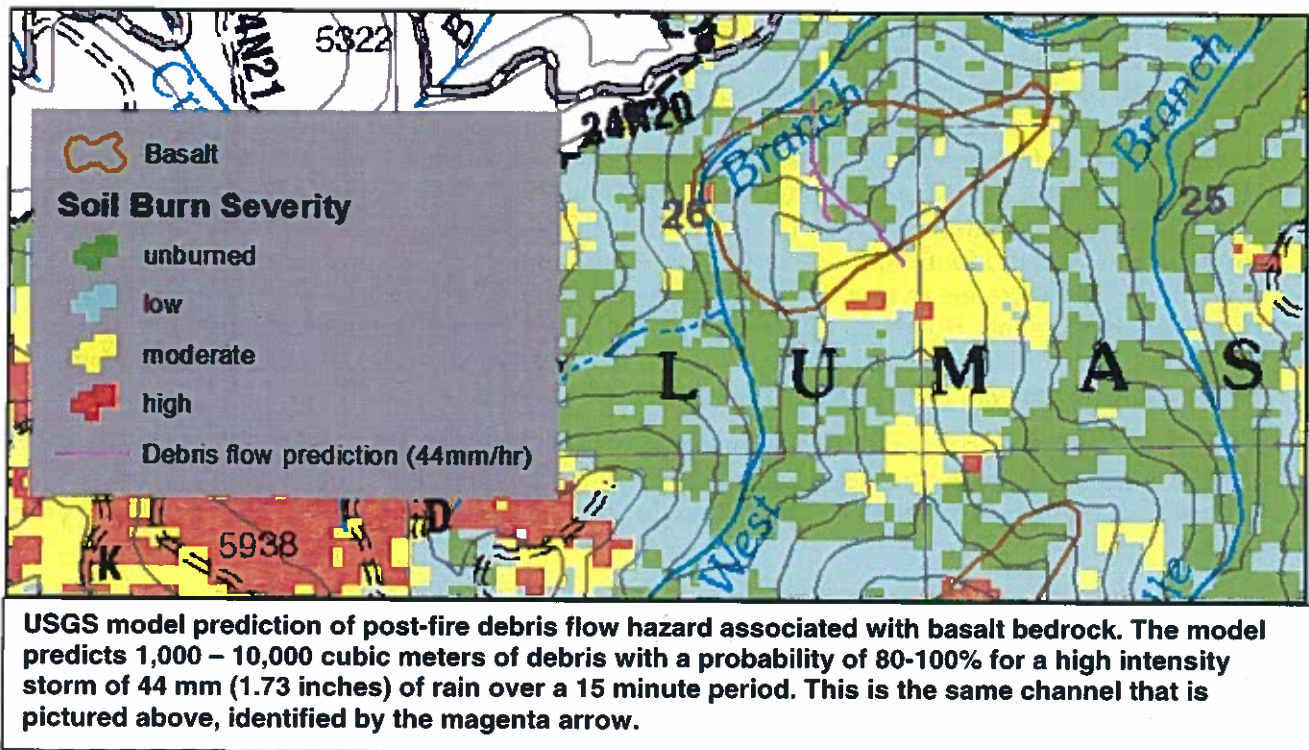 5322
4N21
24N20
Branch
Branch
26
25
Basalt
Soil Burn Severity
unburned
low
moderate
high
Debris flow prediction (44mm/hr)
L U M A S
D
5938
K
West
USGS model prediction of post-fire debris flow hazard associated with basalt bedrock. The model
predicts 1,000 – 10,000 cubic meters of debris with a probability of 80-100% for a high intensity
storm of 44 mm (1.73 inches) of rain over a 15 minute period. This is the same channel that is
pictured above, identified by the magenta arrow.